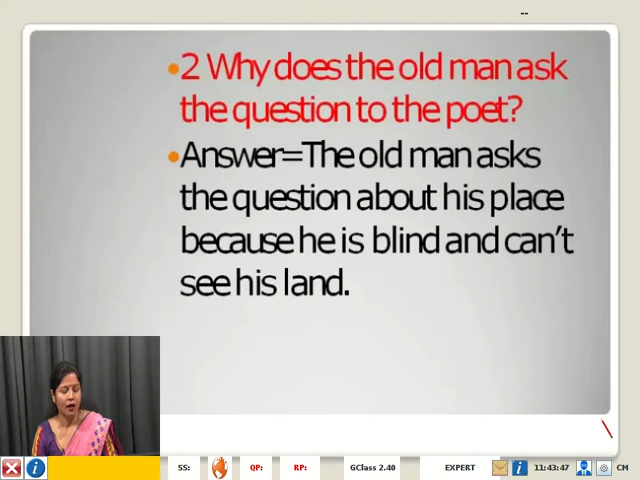 --
•2 Why does the old man ask
the question to the poet?
•Answer=The old man asks
the question about his place
because he is blind and can't
see his land.
SS: QP: RP: GClass 2.40 EXPERT 11:43:47 CM